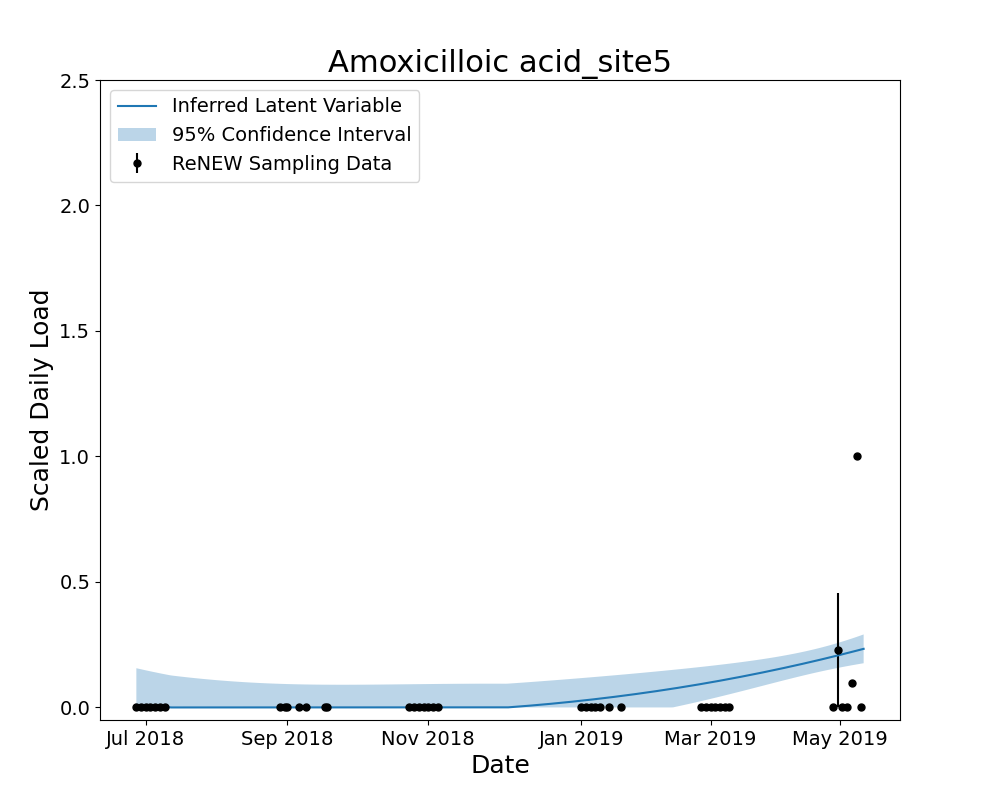 Amoxicilloic acid_site5
2.5
2.0
1.5
1.0
0.5
0.0
Scaled Daily Load
Inferred Latent Variable
95% Confidence Interval
ReNEW Sampling Data
Jul 2018 Sep 2018 Nov 2018 Jan 2019 Mar 2019 May 2019
Date